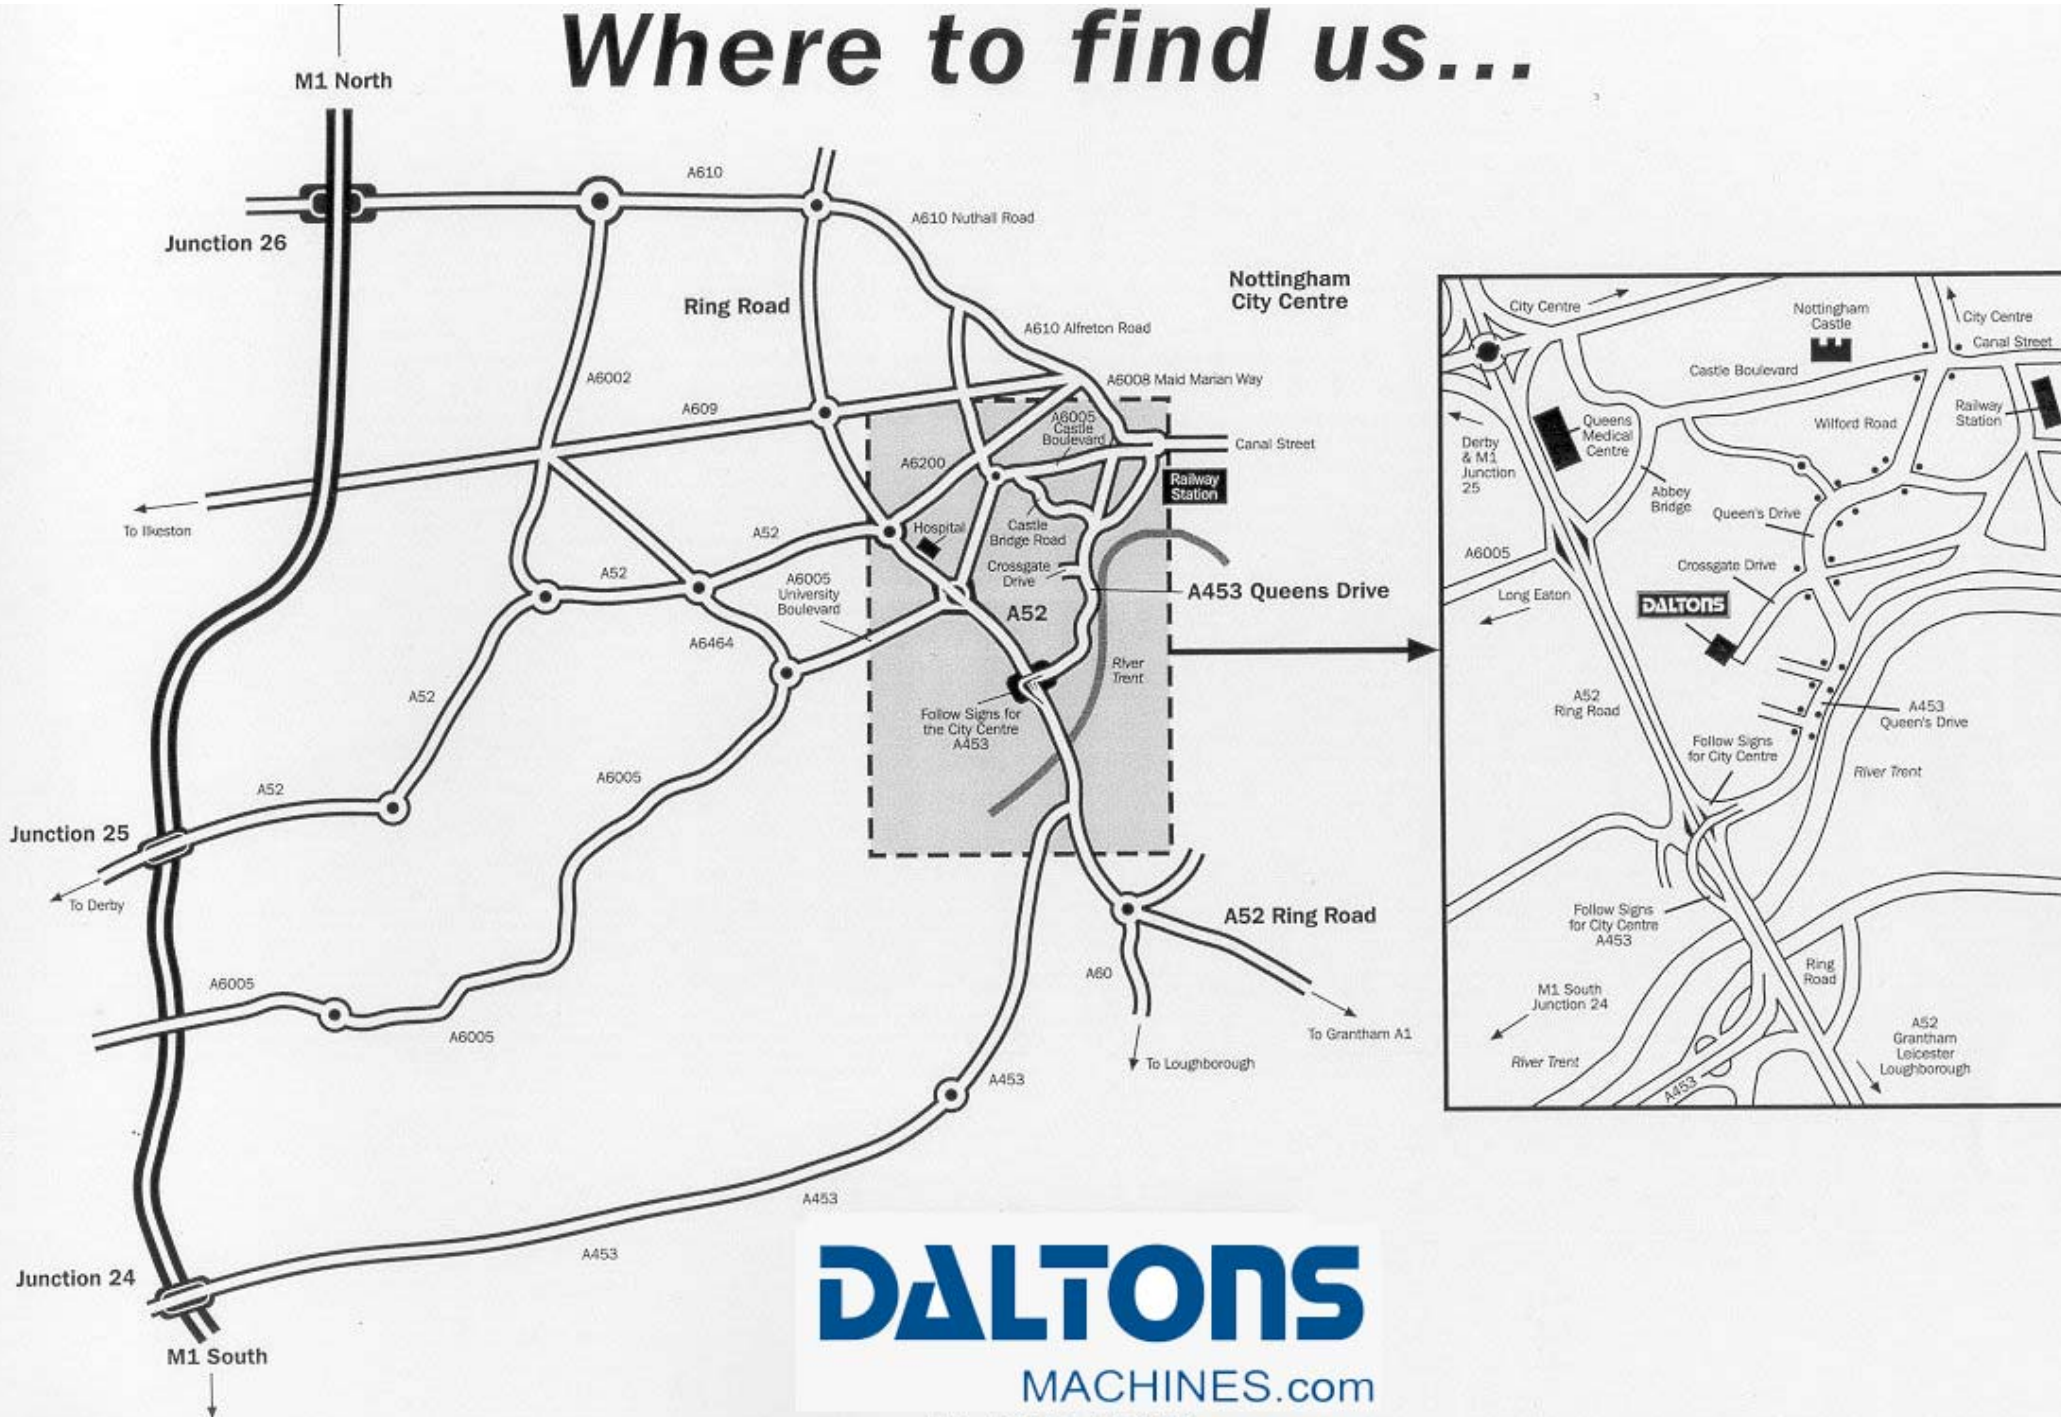 Where to find us...
M1 North
A610
Junction 26
A610 Nuthall Road
Nottingham
City Centre
Ring Road
A610 Alfreton Road
A6002
A6008 Maid Marian Way
A609
A6005
Castle
Boulevard
Canal Street
A6200
Railway
Station
To Ilkeston
A52
Hospital
Castle
Bridge Road
A52
A6005
University
Boulevard
Crossgate
Drive
A453 Queens Drive
A52
A6464
River
Trent
A52
Follow Signs for
the City Centre
A453
A6005
A52
Junction 25
To Derby
A52 Ring Road
A60
A6005
A6005
To Grantham A1
To Loughborough
A453
A453
A453
Junction 24
M1 South
City Centre
Nottingham
Castle
City Centre
Canal Street
Castle Boulevard
Railway
Station
Queens
Medical
Centre
Wilford Road
Derby
& M1
Junction
25
Abbey
Bridge
Queen's Drive
A6005
Crossgate Drive
Long Eaton
DALTONS
A52
Ring Road
A453
Queen's Drive
Follow Signs
for City Centre
River Trent
Follow Signs
for City Centre
A453
Ring
Road
M1 South
Junction 24
A52
Grantham
Leicester
Loughborough
River Trent
A453
DALTONS
MACHINES.com